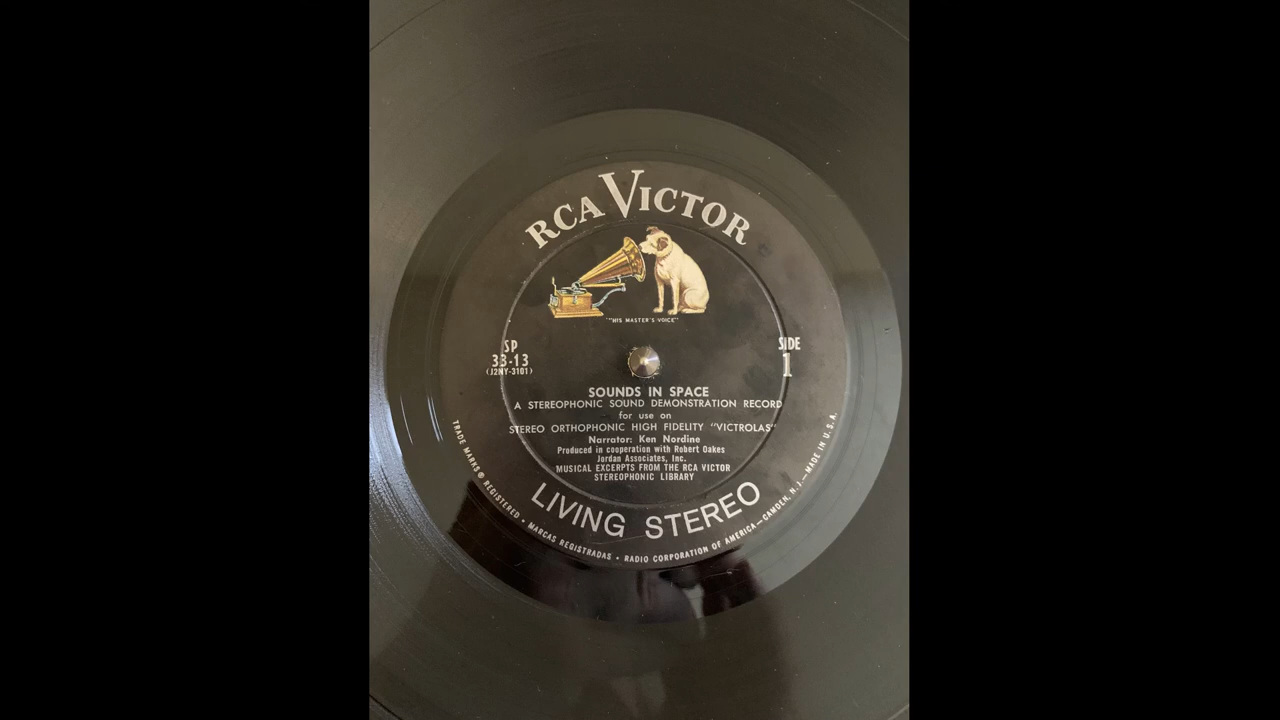 RCA VICTOR
"HIS MASTER'S VOICE"
SP
33-13
(J2NY-3101)
SIDE
1
SOUNDS IN SPACE
A STEREOPHONIC SOUND DEMONSTRATION RECORD
for use on
STEREO ORTHOPHONIC HIGH FIDELITY "VICTROLAS"
Narrator: Ken Nordine
Produced in cooperation with Robert Oakes
Jordan Associates, Inc.
MUSICAL EXCERPTS FROM THE RCA VICTOR
STEREOPHONIC LIBRARY
LIVING STEREO
TRADE MARKS ® REGISTERED • MARCAS REGISTRADAS • RADIO CORPORATION OF AMERICA—CAMDEN, N. J.—MADE IN U.S.A.